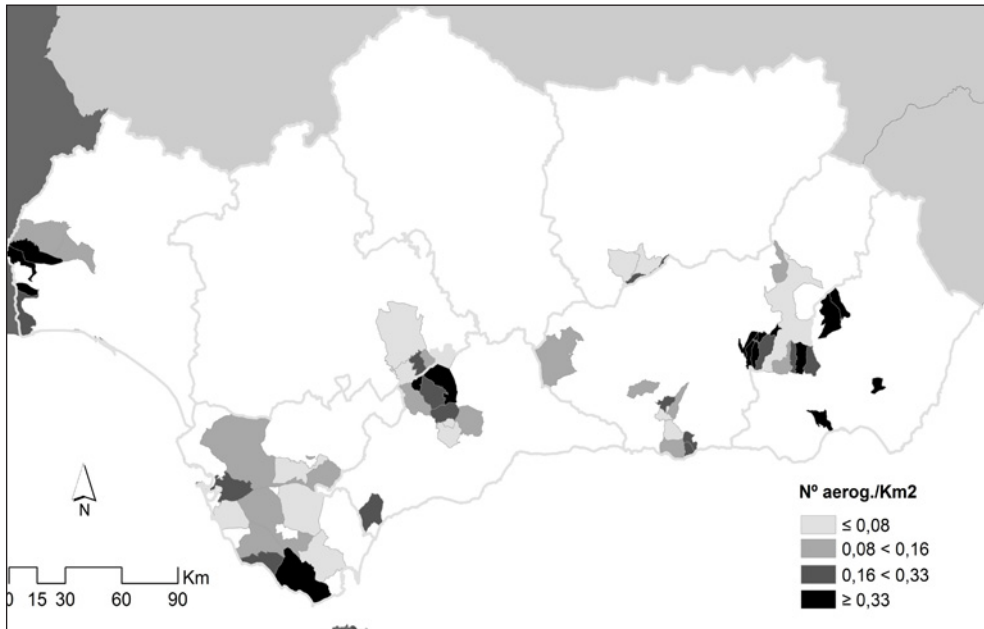 Nº aerog./Km2
≤ 0,08
0,08 < 0,16
0,16 < 0,33
≥ 0,33
N
Km
0 15 30 60 90